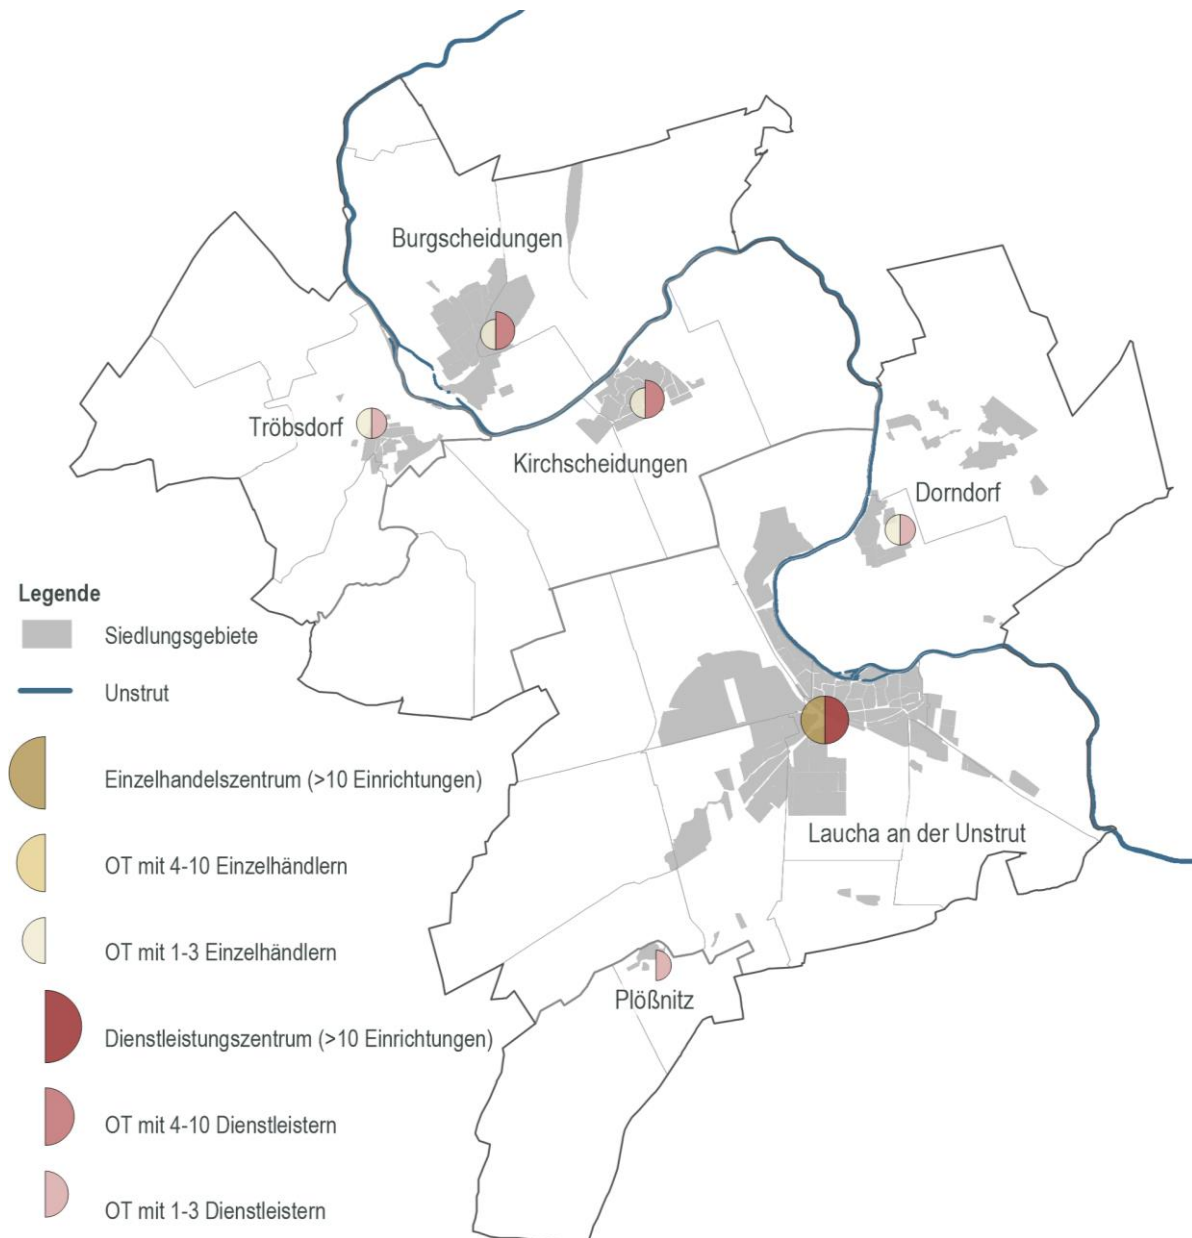 Burgscheidungen
Tröbsdorf
Kirchscheidungen
Dorndorf
Laucha an der Unstrut
Plößnitz
Legende
Siedlungsgebiete
Unstrut
Einzelhandelszentrum (>10 Einrichtungen)
OT mit 4-10 Einzelhändlern
OT mit 1-3 Einzelhändlern
Dienstleistungszentrum (>10 Einrichtungen)
OT mit 4-10 Dienstleistern
OT mit 1-3 Dienstleistern